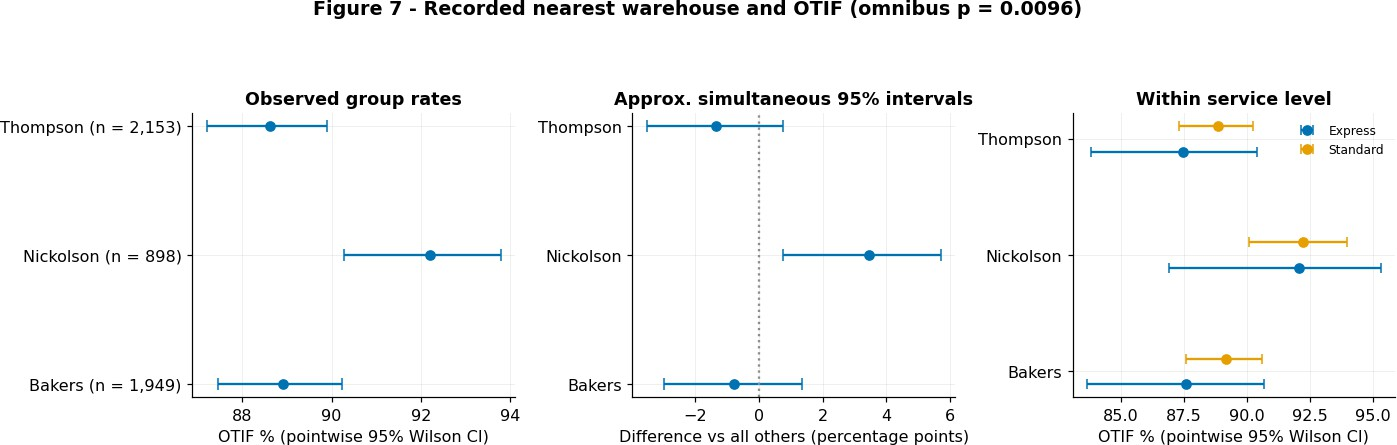 Figure 7 - Recorded nearest warehouse and OTIF (omnibus p = 0.0096)
Observed group rates
Thompson (n = 2,153)
Nickolson (n = 898)
Bakers (n = 1,949)
88 90 92 94
OTIF % (pointwise 95% Wilson CI)
Approx. simultaneous 95% intervals
Thompson
Nickolson
Bakers
−2 0 2 4 6
Difference vs all others (percentage points)
Within service level
Express
Standard
Thompson
Nickolson
Bakers
85.0 87.5 90.0 92.5 95.0
OTIF % (pointwise 95% Wilson CI)